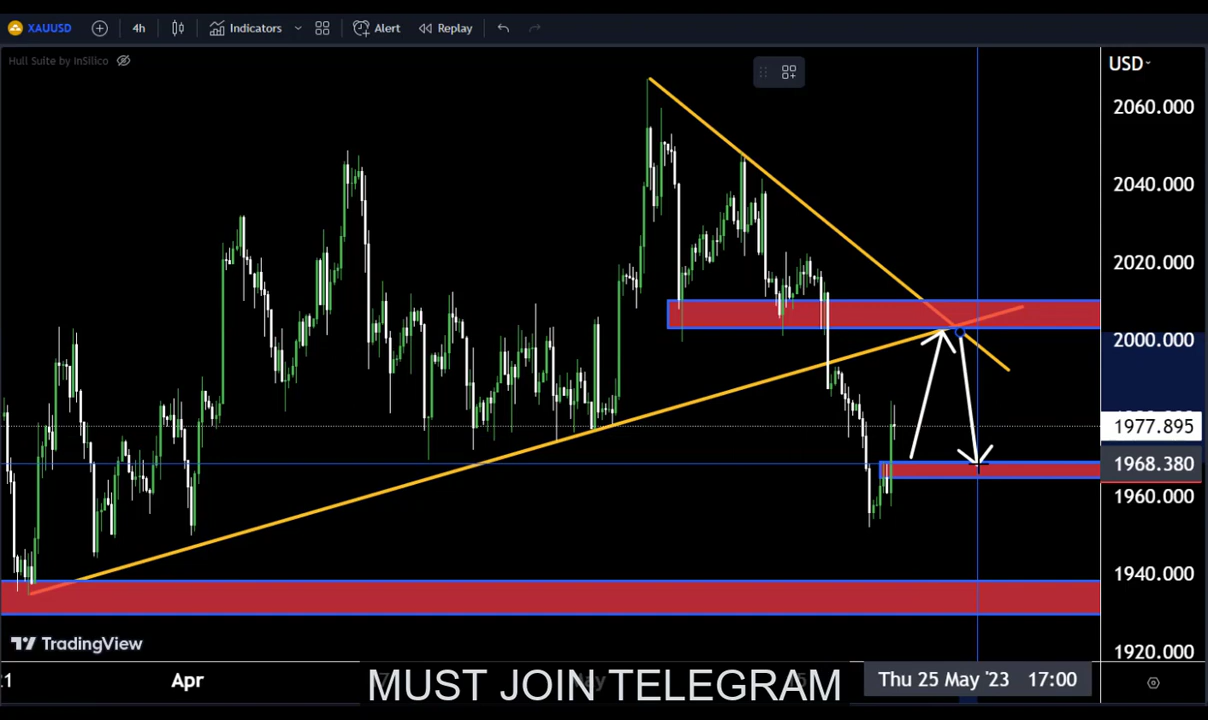 XAUUSD 4h Indicators Alert Replay
Hull Suite by InSilico
USD
2060.000
2040.000
2020.000
2000.000
1977.895
1968.380
1960.000
1940.000
1920.000
TradingView
Apr
MUST JOIN TELEGRAM
Thu 25 May '23 17:00